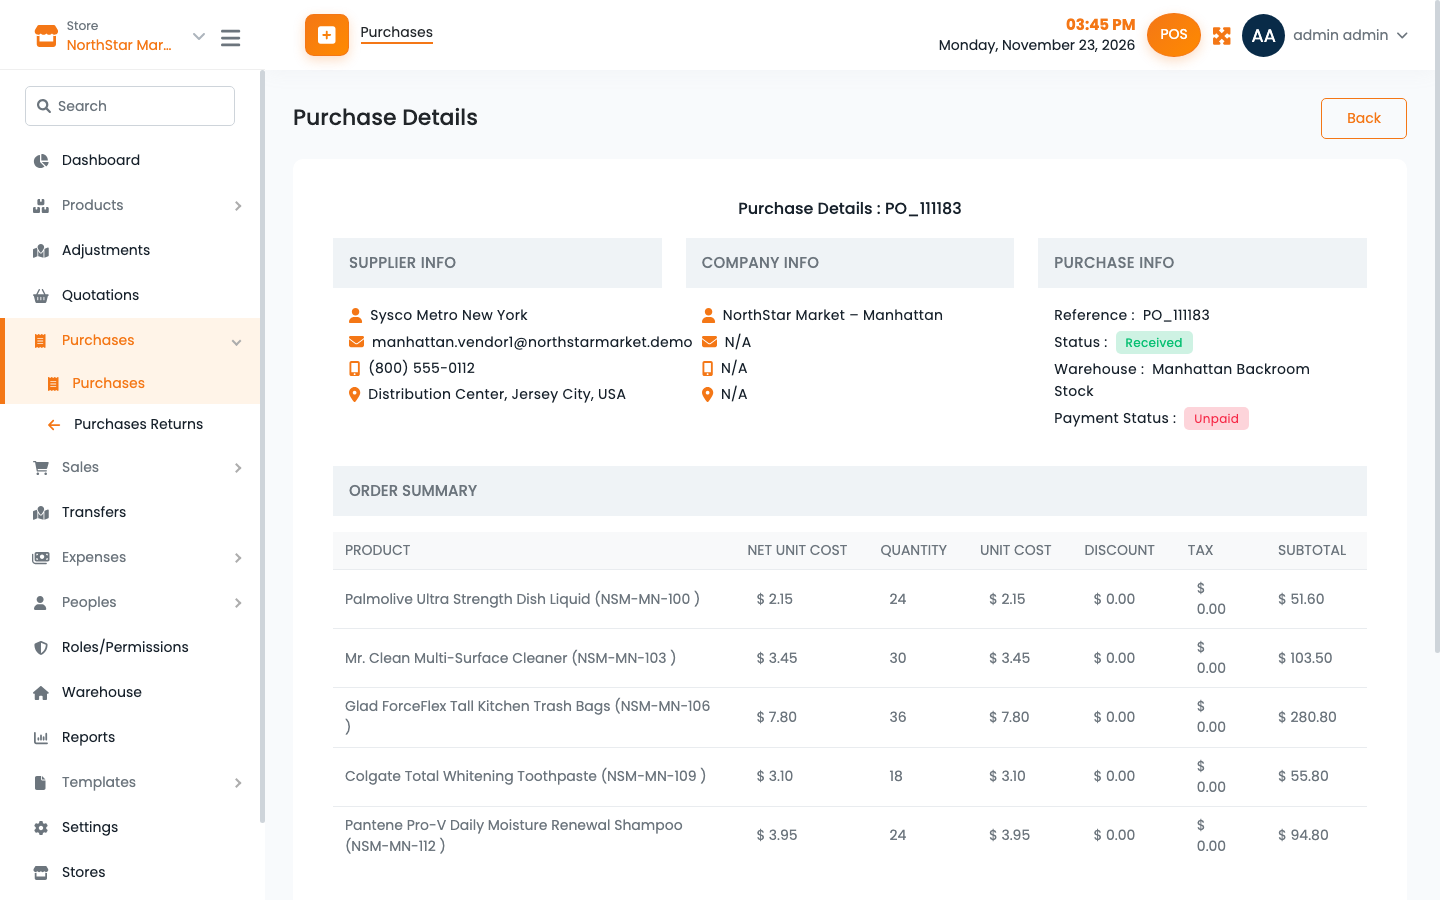 Store
NorthStar Mar...
Purchases
03:45 PM
Monday, November 23, 2026
POS
AA
admin admin
Search
Dashboard
Products
Adjustments
Quotations
Purchases
Purchases
Purchases Returns
Sales
Transfers
Expenses
Peoples
Roles/Permissions
Warehouse
Reports
Templates
Settings
Stores
Purchase Details
Back
Purchase Details : PO_111183
SUPPLIER INFO
Sysco Metro New York
manhattan.vendor1@northstarmarket.demo
(800) 555-0112
Distribution Center, Jersey City, USA
COMPANY INFO
NorthStar Market – Manhattan
N/A
N/A
N/A
PURCHASE INFO
Reference : PO_111183
Status : Received
Warehouse : Manhattan Backroom
Stock
Payment Status : Unpaid
ORDER SUMMARY
PRODUCT NET UNIT COST QUANTITY UNIT COST DISCOUNT TAX SUBTOTAL
Palmolive Ultra Strength Dish Liquid (NSM-MN-100 ) $ 2.15 24 $ 2.15 $ 0.00 $ 0.00 $ 51.60
Mr. Clean Multi-Surface Cleaner (NSM-MN-103 ) $ 3.45 30 $ 3.45 $ 0.00 $ 0.00 $ 103.50
Glad ForceFlex Tall Kitchen Trash Bags (NSM-MN-106 ) $ 7.80 36 $ 7.80 $ 0.00 $ 0.00 $ 280.80
Colgate Total Whitening Toothpaste (NSM-MN-109 ) $ 3.10 18 $ 3.10 $ 0.00 $ 0.00 $ 55.80
Pantene Pro-V Daily Moisture Renewal Shampoo (NSM-MN-112 ) $ 3.95 24 $ 3.95 $ 0.00 $ 0.00 $ 94.80